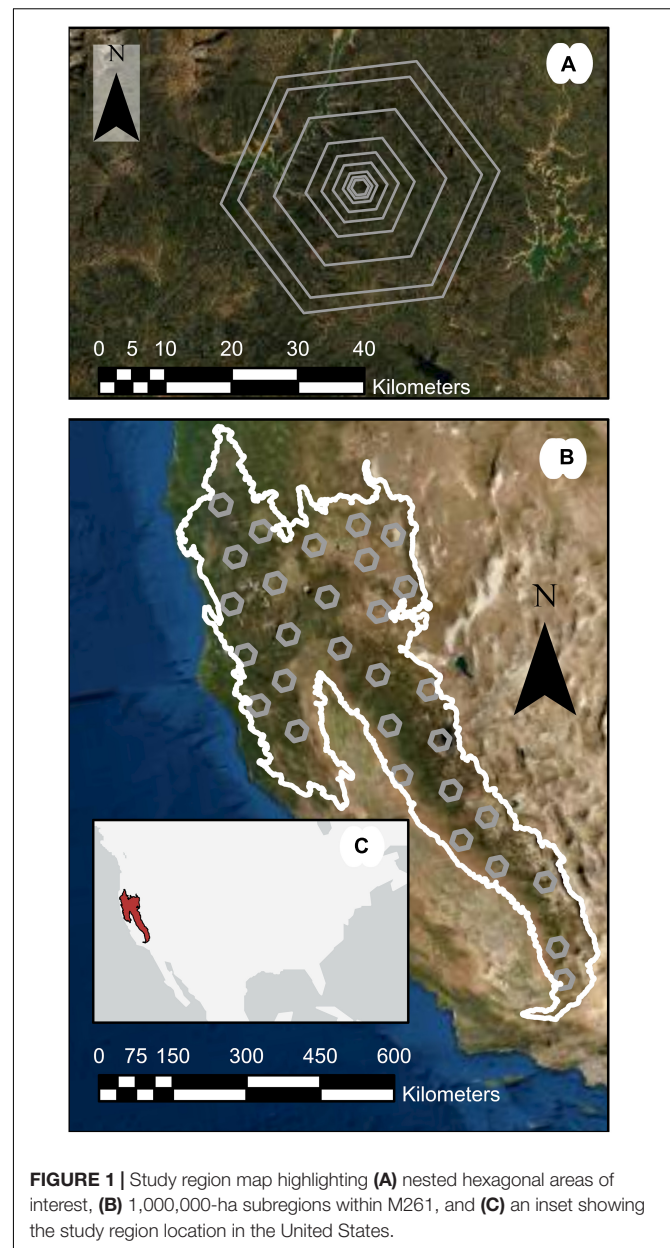 N
A
0 5 10 20 30 40
Kilometers
B
N
C
0 75 150 300 450 600
Kilometers
FIGURE 1 | Study region map highlighting (A) nested hexagonal areas of
interest, (B) 1,000,000-ha subregions within M261, and (C) an inset showing
the study region location in the United States.